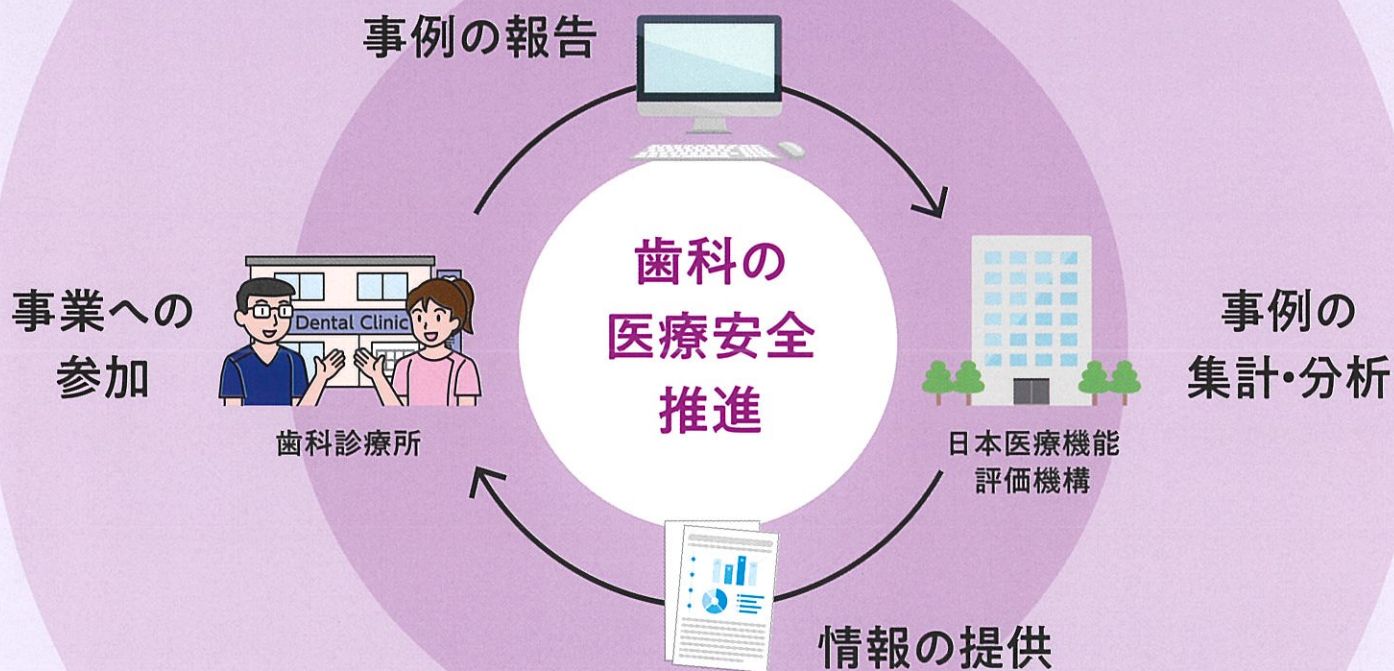 事例の報告
歯科の
医療安全
推進
事業への
参加
Dental Clinic
歯科診療所
事例の
集計・分析
日本医療機能
評価機構
情報の提供